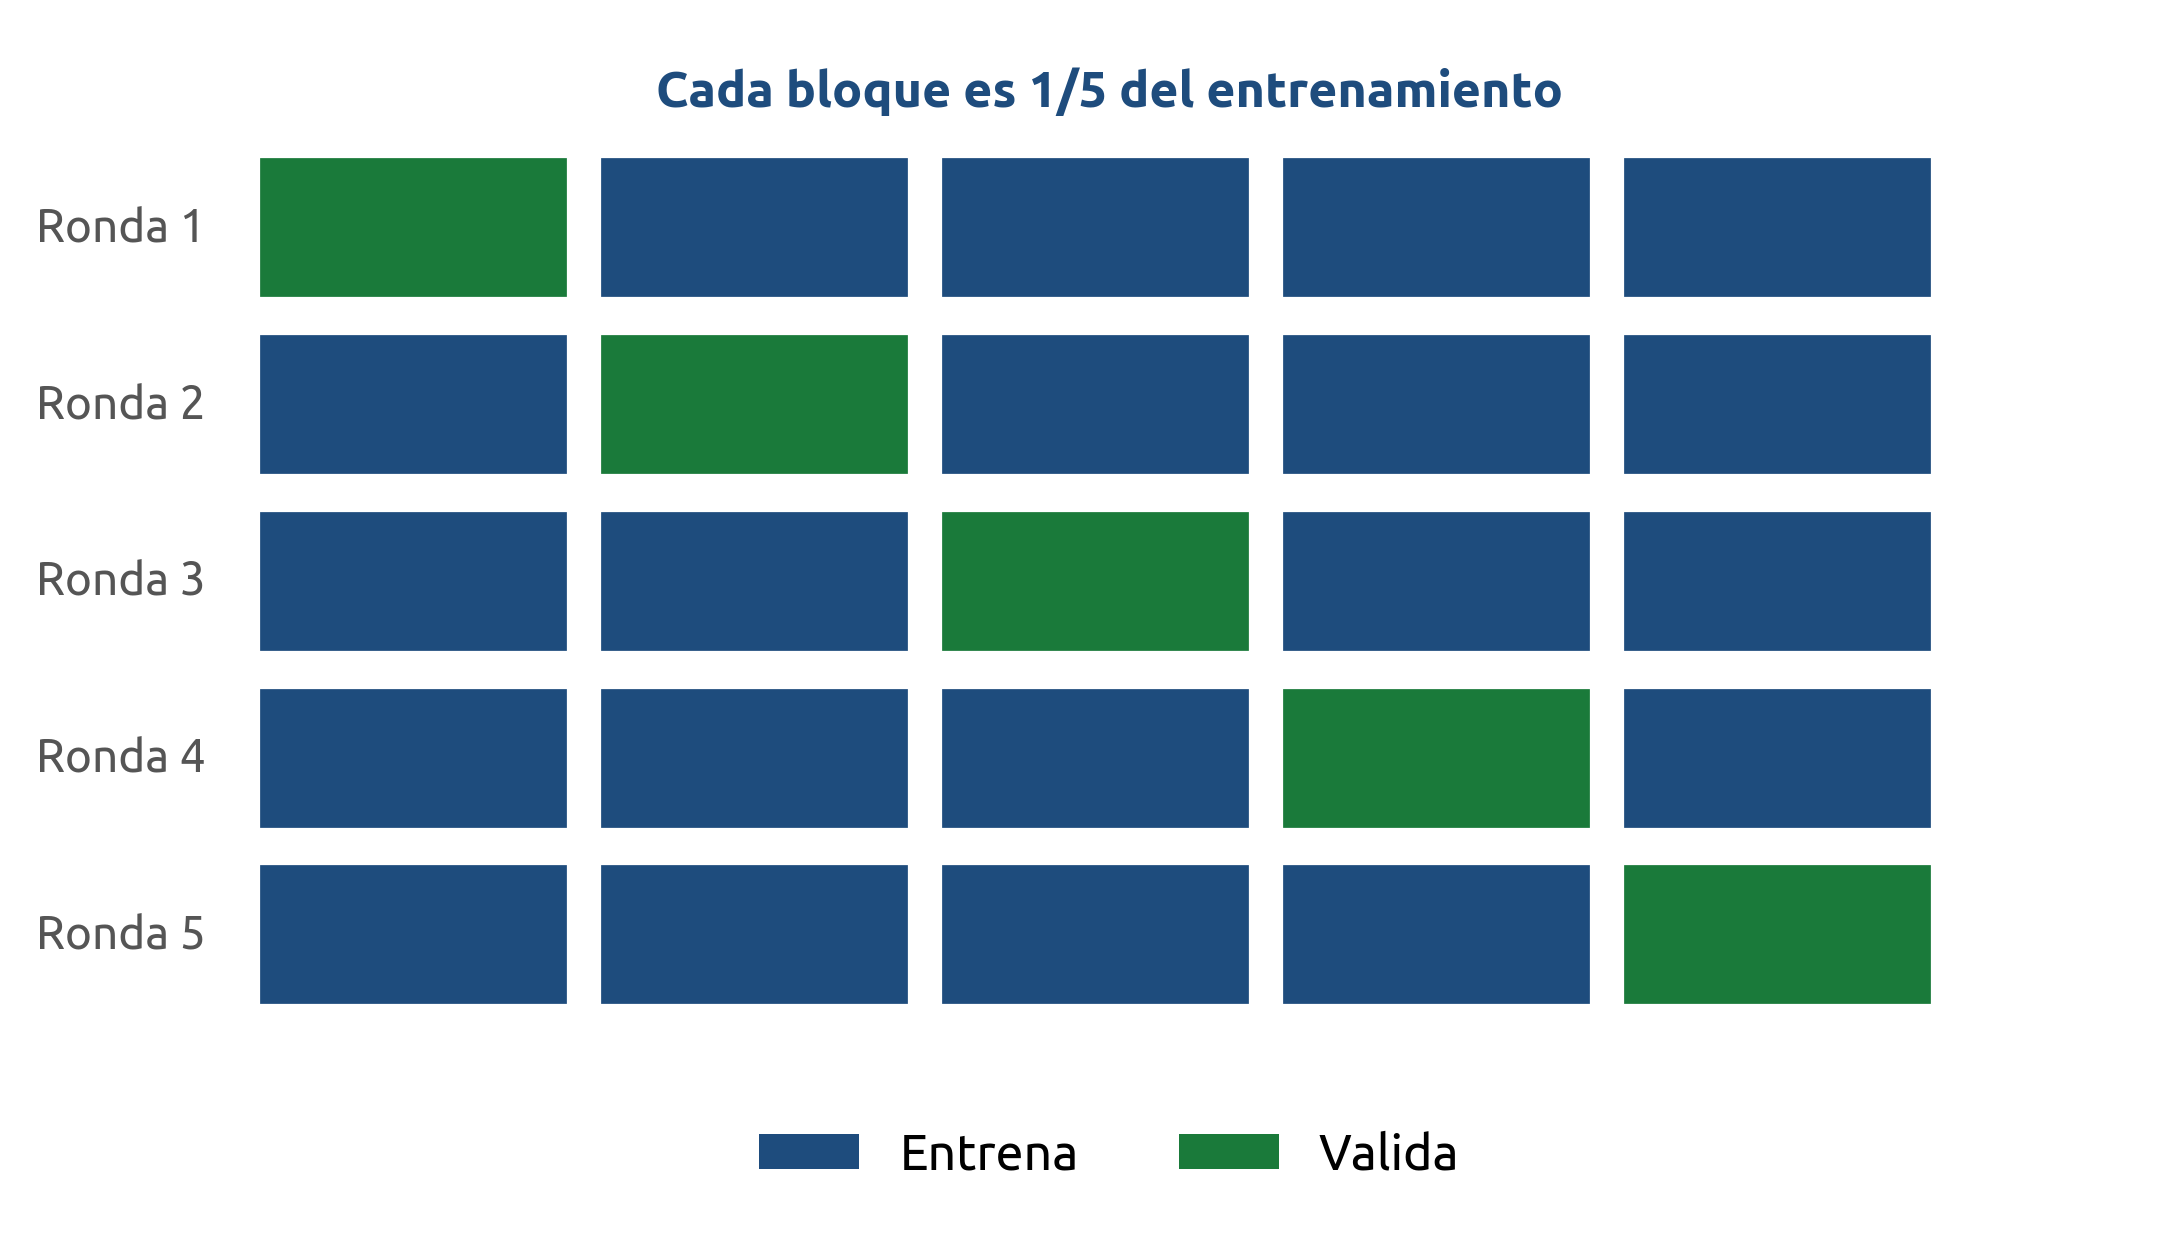 Cada bloque es 1/5 del entrenamiento
Ronda 1
Ronda 2
Ronda 3
Ronda 4
Ronda 5
Entrena
Valida